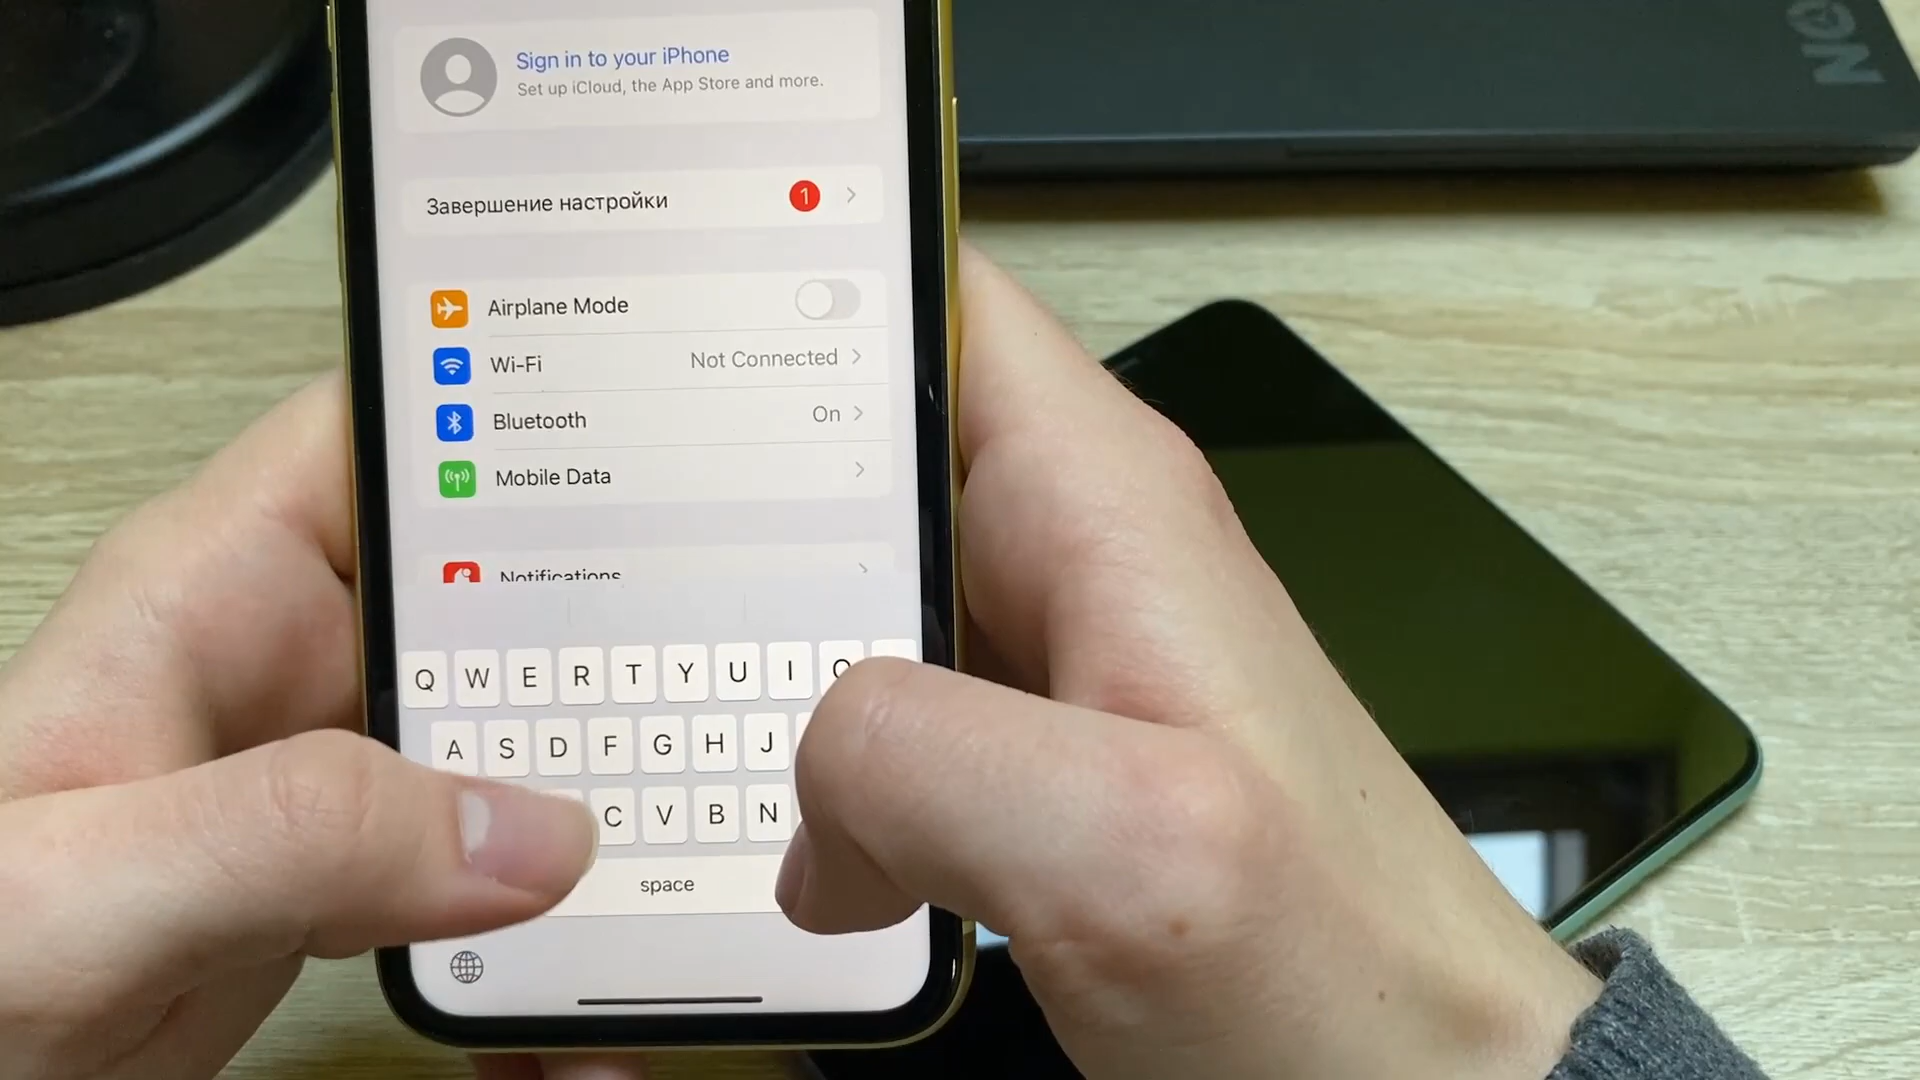 Sign in to your iPhone
Set up iCloud, the App Store and more.
Завершение настройки 1
Airplane Mode
Wi-Fi Not Connected
Bluetooth On
Mobile Data
Notifications
Q W E R T Y U I O
A S D F G H J
C V B N
space